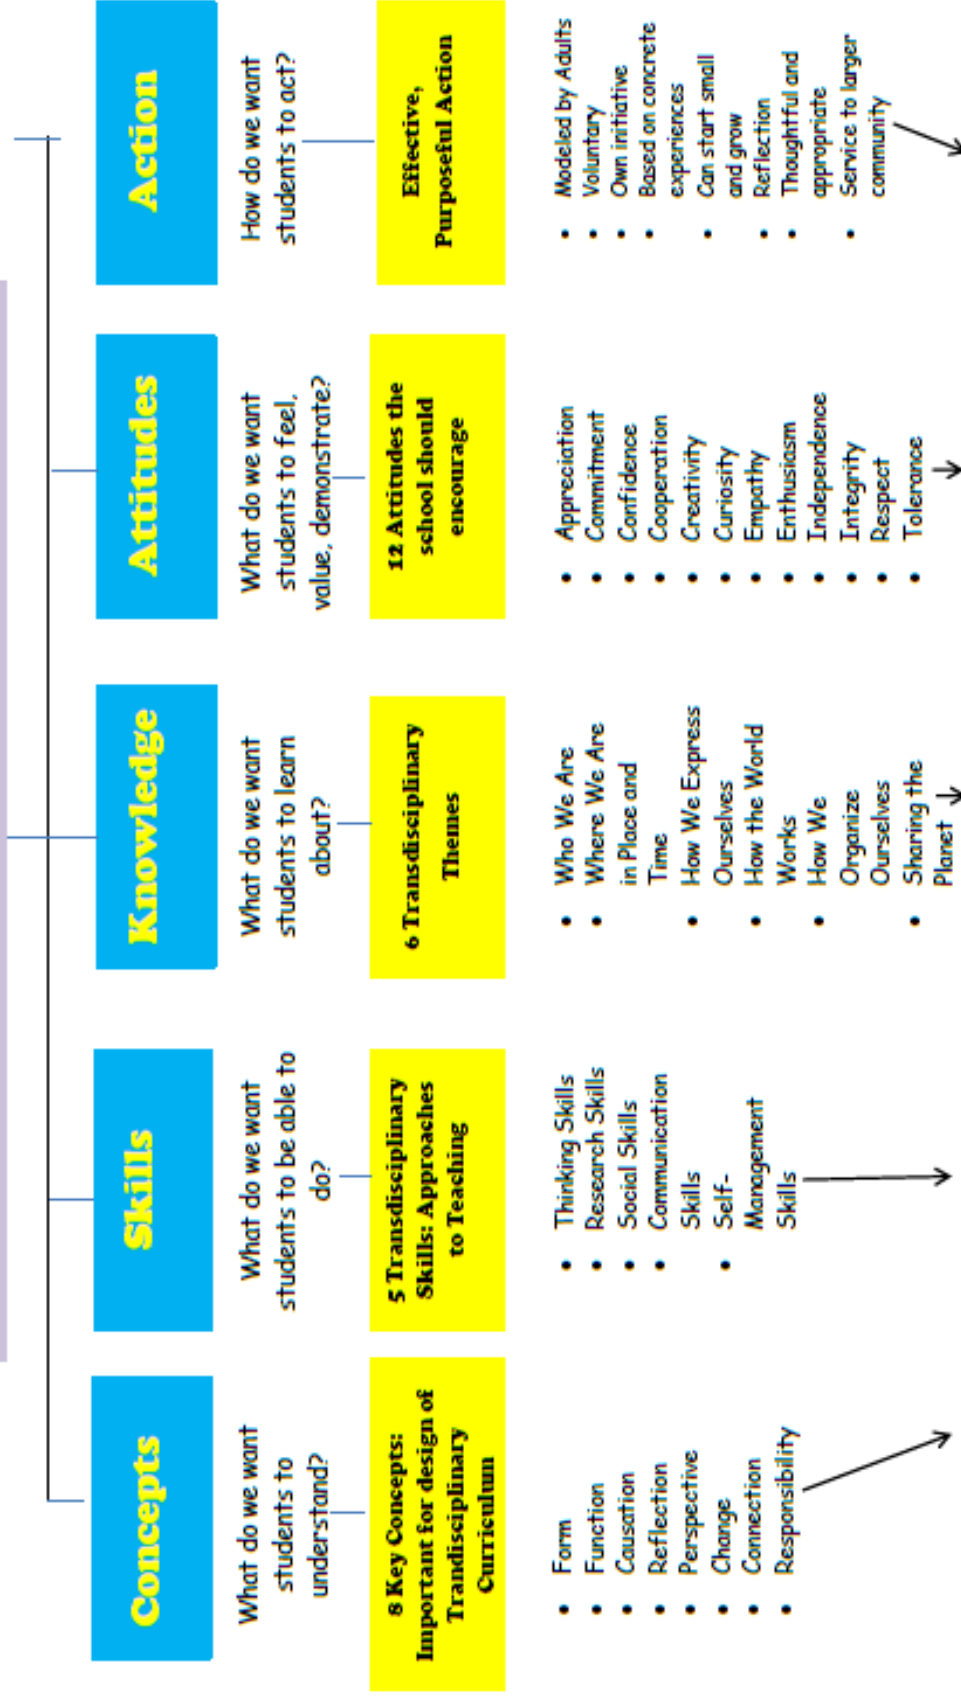 Concepts
What do we want
students to
understand?
8 Key Concepts:
Important for design of
Trandisciplinary
Curriculum
Form
Function
Causation
Reflection
Perspective
Change
Connection
Responsibility
Skills
What do we want
students to be able to
do?
5 Transdisciplinary
Skills: Approaches
to Teaching
Thinking Skills
Research Skills
Social Skills
Communication
Skills
Self-
Management
Skills
Knowledge
What do we want
students to learn
about?
6 Transdisciplinary
Themes
Who We Are
Where We Are
in Place and
Time
How We Express
Ourselves
How the World
Works
How We
Organize
Ourselves
Sharing the
Planet
Attitudes
What do we want
students to feel,
value, demonstrate?
12 Attitudes the
school should
encourage
Appreciation
Commitment
Confidence
Cooperation
Creativity
Curiosity
Empathy
Enthusiasm
Independence
Integrity
Respect
Tolerance
Action
How do we want
students to act?
Effective,
Purposeful Action
Modeled by Adults
Voluntary
Own initiative
Based on concrete
experiences
Can start small
and grow
Reflection
Thoughtful and
appropriate
Service to larger
community